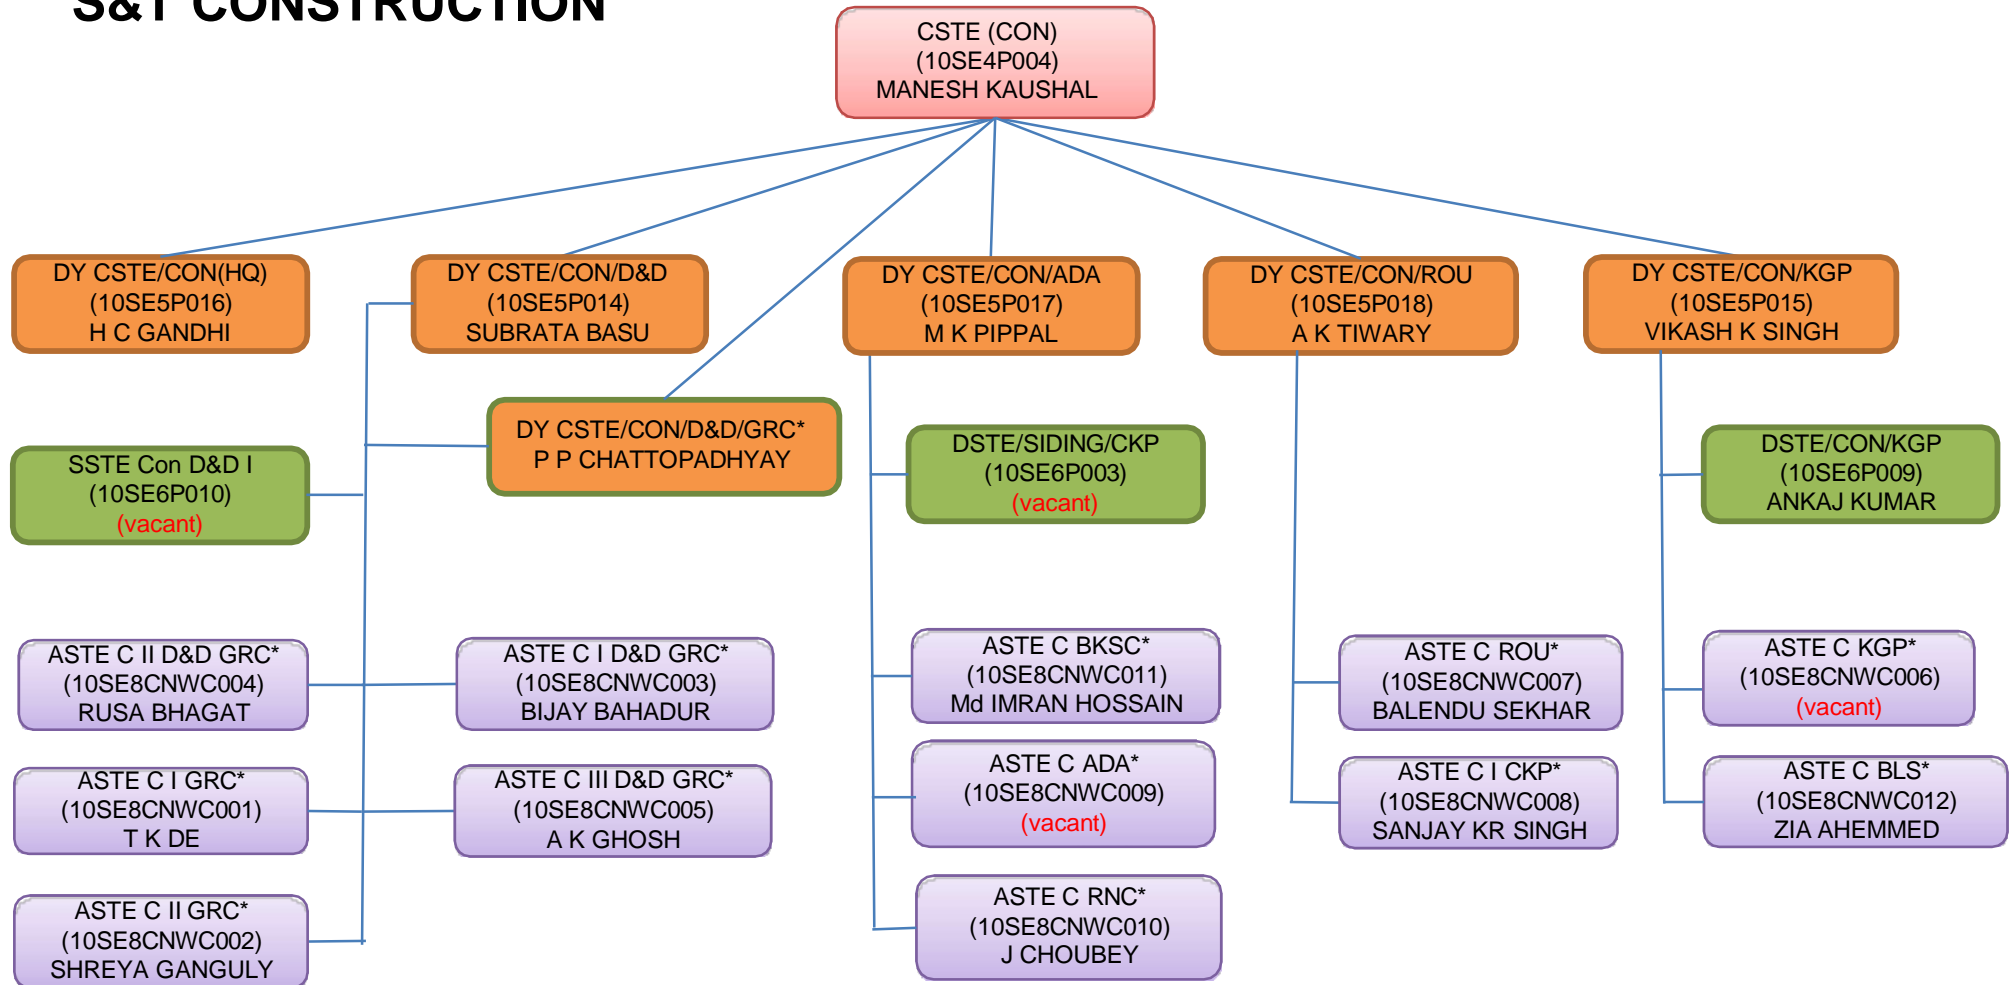 S&T CONSTRUCTION
CSTE (CON)
(10SE4P004)
MANESH KAUSHAL
DY CSTE/CON(HQ)
(10SE5P016)
H C GANDHI
DY CSTE/CON/D&D
(10SE5P014)
SUBRATA BASU
DY CSTE/CON/ADA
(10SE5P017)
M K PIPPAL
DY CSTE/CON/ROU
(10SE5P018)
A K TIWARY
DY CSTE/CON/KGP
(10SE5P015)
VIKASH K SINGH
DY CSTE/CON/D&D/GRC*
P P CHATTOPADHYAY
SSTE Con D&D I
(10SE6P010)
(vacant)
DSTE/SIDING/CKP
(10SE6P003)
(vacant)
DSTE/CON/KGP
(10SE6P009)
ANKAJ KUMAR
ASTE C II D&D GRC*
(10SE8CNWC004)
RUSA BHAGAT
ASTE C I D&D GRC*
(10SE8CNWC003)
BIJAY BAHADUR
ASTE C BKSC*
(10SE8CNWC011)
Md IMRAN HOSSAIN
ASTE C ROU*
(10SE8CNWC007)
BALENDU SEKHAR
ASTE C KGP*
(10SE8CNWC006)
(vacant)
ASTE C I GRC*
(10SE8CNWC001)
T K DE
ASTE C III D&D GRC*
(10SE8CNWC005)
A K GHOSH
ASTE C ADA*
(10SE8CNWC009)
(vacant)
ASTE C I CKP*
(10SE8CNWC008)
SANJAY KR SINGH
ASTE C BLS*
(10SE8CNWC012)
ZIA AHEMMED
ASTE C II GRC*
(10SE8CNWC002)
SHREYA GANGULY
ASTE C RNC*
(10SE8CNWC010)
J CHOUBEY